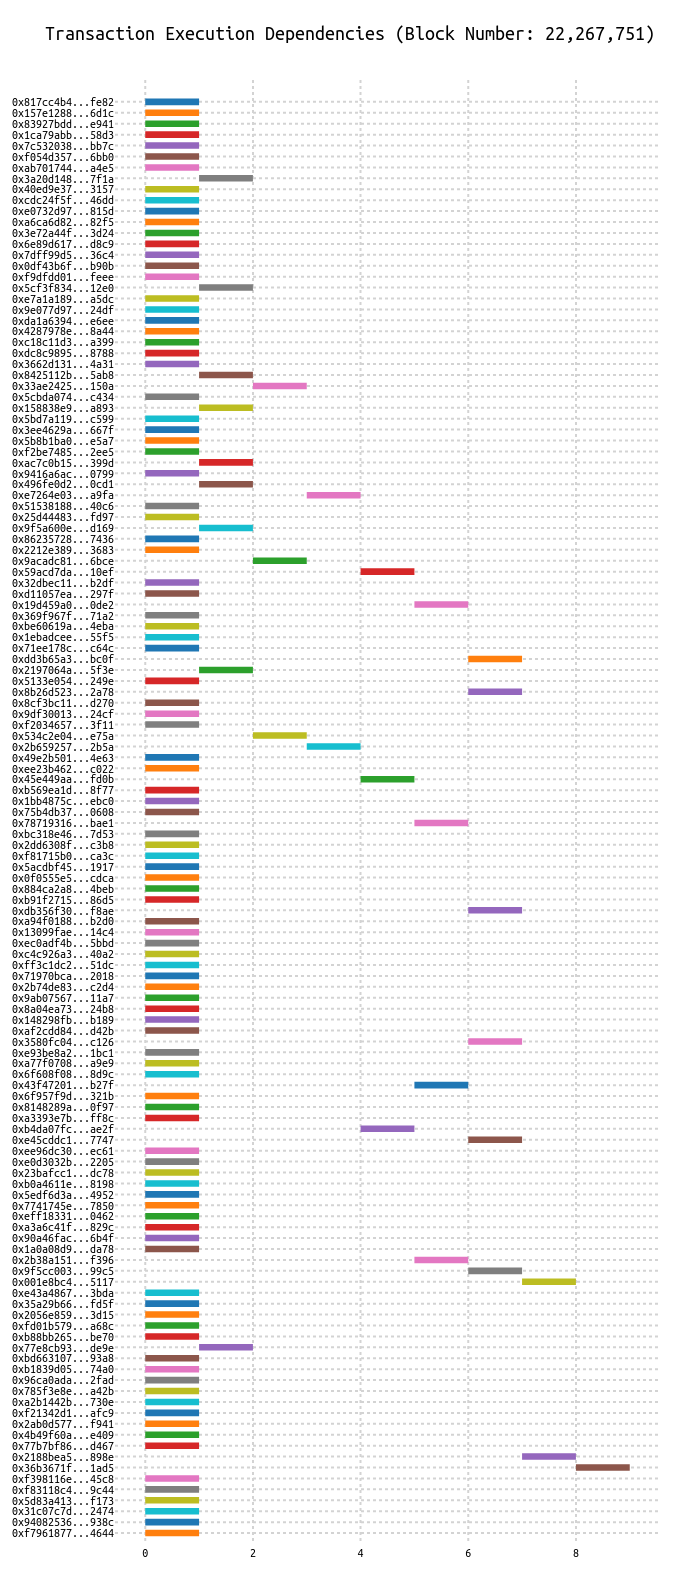 Transaction Execution Dependencies (Block Number: 22,267,751)
0x817cc4b4...fe82
0x157e1288...6d1c
0x83927bdd...e941
0x1ca79abb...58d3
0x7c532038...bb7c
0xf054d357...6bb0
0xab701744...a4e5
0x3a20d148...7f1a
0x40ed9e37...3157
0xcdc24f5f...46dd
0xe0732d97...815d
0xa6ca6d82...82f5
0x3e72a44f...3d24
0x6e89d617...d8c9
0x7dff99d5...36c4
0x0df43b6f...b90b
0xf9dfdd01...feee
0x5cf3f834...12e0
0xe7a1a189...a5dc
0x9e077d97...24df
0xda1a6394...e6ee
0x4287978e...8a44
0xc18c11d3...a399
0xdc8c9895...8788
0x3662d131...4a31
0x8425112b...5ab8
0x33ae2425...150a
0x5cbda074...c434
0x158838e9...a893
0x5bd7a119...c599
0x3ee4629a...667f
0x5b8b1ba0...e5a7
0xf2be7485...2ee5
0xac7c0b15...399d
0x9416a6ac...0799
0x496fe0d2...0cd1
0xe7264e03...a9fa
0x51538188...40c6
0x25d44483...fd97
0x9f5a600e...d169
0x86235728...7436
0x2212e389...3683
0x9acadc81...6bce
0x59acd7da...10ef
0x32dbec11...b2df
0xd11057ea...297f
0x19d459a0...0de2
0x369f967f...71a2
0xbe60619a...4eba
0x1ebadcee...55f5
0x71ee178c...c64c
0xdd3b65a3...bc0f
0x2197064a...5f3e
0x5133e054...249e
0x8b26d523...2a78
0x8cf3bc11...d270
0x9df30013...24cf
0xf2034657...3f11
0x534c2e04...e75a
0x2b659257...2b5a
0x49e2b501...4e63
0xee23b462...c022
0x45e449aa...fd0b
0xb569ea1d...8f77
0x1bb4875c...ebc0
0x75b4db37...0608
0x78719316...bae1
0xbc318e46...7d53
0x2dd6308f...c3b8
0xf81715b0...ca3c
0x5acdbf45...1917
0x0f0555e5...cdca
0x884ca2a8...4beb
0xb91f2715...86d5
0xdb356f30...f8ae
0xa94f0188...b2d0
0x13099fae...14c4
0xec0adf4b...5bbd
0xc4c926a3...40a2
0xff3c1dc2...51dc
0x71970bca...2018
0x2b74de83...c2d4
0x9ab07567...11a7
0x8a04ea73...24b8
0x148298fb...b189
0xaf2cdd84...d42b
0x3580fc04...c126
0xe93be8a2...1bc1
0xa77f0708...a9e9
0x6f608f08...8d9c
0x43f47201...b27f
0x6f957f9d...321b
0x8148289a...0f97
0xa3393e7b...ff8c
0xb4da07fc...ae2f
0xe45cddc1...7747
0xee96dc30...ec61
0xe0d3032b...2205
0x23bafcc1...dc78
0xb0a4611e...8198
0x5edf6d3a...4952
0x7741745e...7850
0xeff18331...0462
0xa3a6c41f...829c
0x90a46fac...6b4f
0x1a0a08d9...da78
0x2b38a151...f396
0x9f5cc003...99c5
0x001e8bc4...5117
0xe43a4867...3bda
0x35a29b66...fd5f
0x2056e859...3d15
0xfd01b579...a68c
0xb88bb265...be70
0x77e8cb93...de9e
0xbd663107...93a8
0xb1839d05...74a0
0x96ca0ada...2fad
0x785f3e8e...a42b
0xa2b1442b...730e
0xf21342d1...afc9
0x2ab0d577...f941
0x4b49f60a...e409
0x77b7bf86...d467
0x2188bea5...898e
0x36b3671f...1ad5
0xf398116e...45c8
0xf83118c4...9c44
0x5d83a413...f173
0x31c07c7d...2474
0x94082536...938c
0xf7961877...4644
0 2 4 6 8